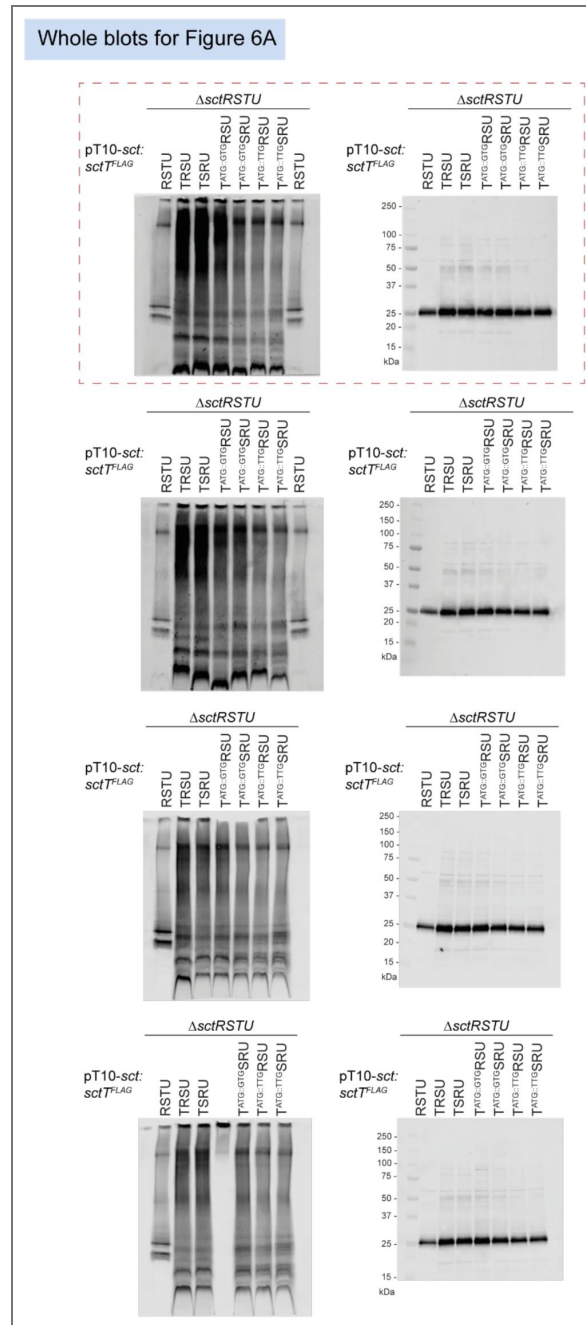 Whole blots for Figure 6A
ΔsctRSTU
pT10-sct:
sctTFLAG
RSTU
TRSU
TSRU
TATG::GTGRSU
TATG::GTGSRU
TATG::TTGRSU
TATG::TTGSRU
RSTU
ΔsctRSTU
pT10-sct:
sctTFLAG
RSTU
TRSU
TSRU
TATG::GTGRSU
TATG::GTGSRU
TATG::TTGRSU
TATG::TTGSRU
250 -
100 -
75 -
50 -
37 -
25 -
20 -
15 -
kDa
ΔsctRSTU
pT10-sct:
sctTFLAG
RSTU
TRSU
TSRU
TATG::GTGRSU
TATG::GTGSRU
TATG::TTGRSU
TATG::TTGSRU
RSTU
ΔsctRSTU
pT10-sct:
sctTFLAG
RSTU
TRSU
TSRU
TATG::GTGRSU
TATG::GTGSRU
TATG::TTGRSU
TATG::TTGSRU
250 -
150 -
100 -
75 -
50 -
37 -
25 -
20 -
15 -
kDa
ΔsctRSTU
pT10-sct:
sctTFLAG
RSTU
TRSU
TSRU
TATG::GTGRSU
TATG::GTGSRU
TATG::TTGRSU
TATG::TTGSRU
ΔsctRSTU
pT10-sct:
sctTFLAG
RSTU
TRSU
TSRU
TATG::GTGRSU
TATG::GTGSRU
TATG::TTGRSU
TATG::TTGSRU
250 -
150 -
100 -
75 -
50 -
37 -
25 -
20 -
15 -
kDa
ΔsctRSTU
pT10-sct:
sctTFLAG
RSTU
TRSU
TSRU
TATG::GTGSRU
TATG::TTGRSU
TATG::TTGSRU
ΔsctRSTU
pT10-sct:
sctTFLAG
RSTU
TRSU
TSRU
TATG::GTGRSU
TATG::GTGSRU
TATG::TTGRSU
TATG::TTGSRU
250 -
150 -
100 -
75 -
50 -
37 -
25 -
15 -
kDa